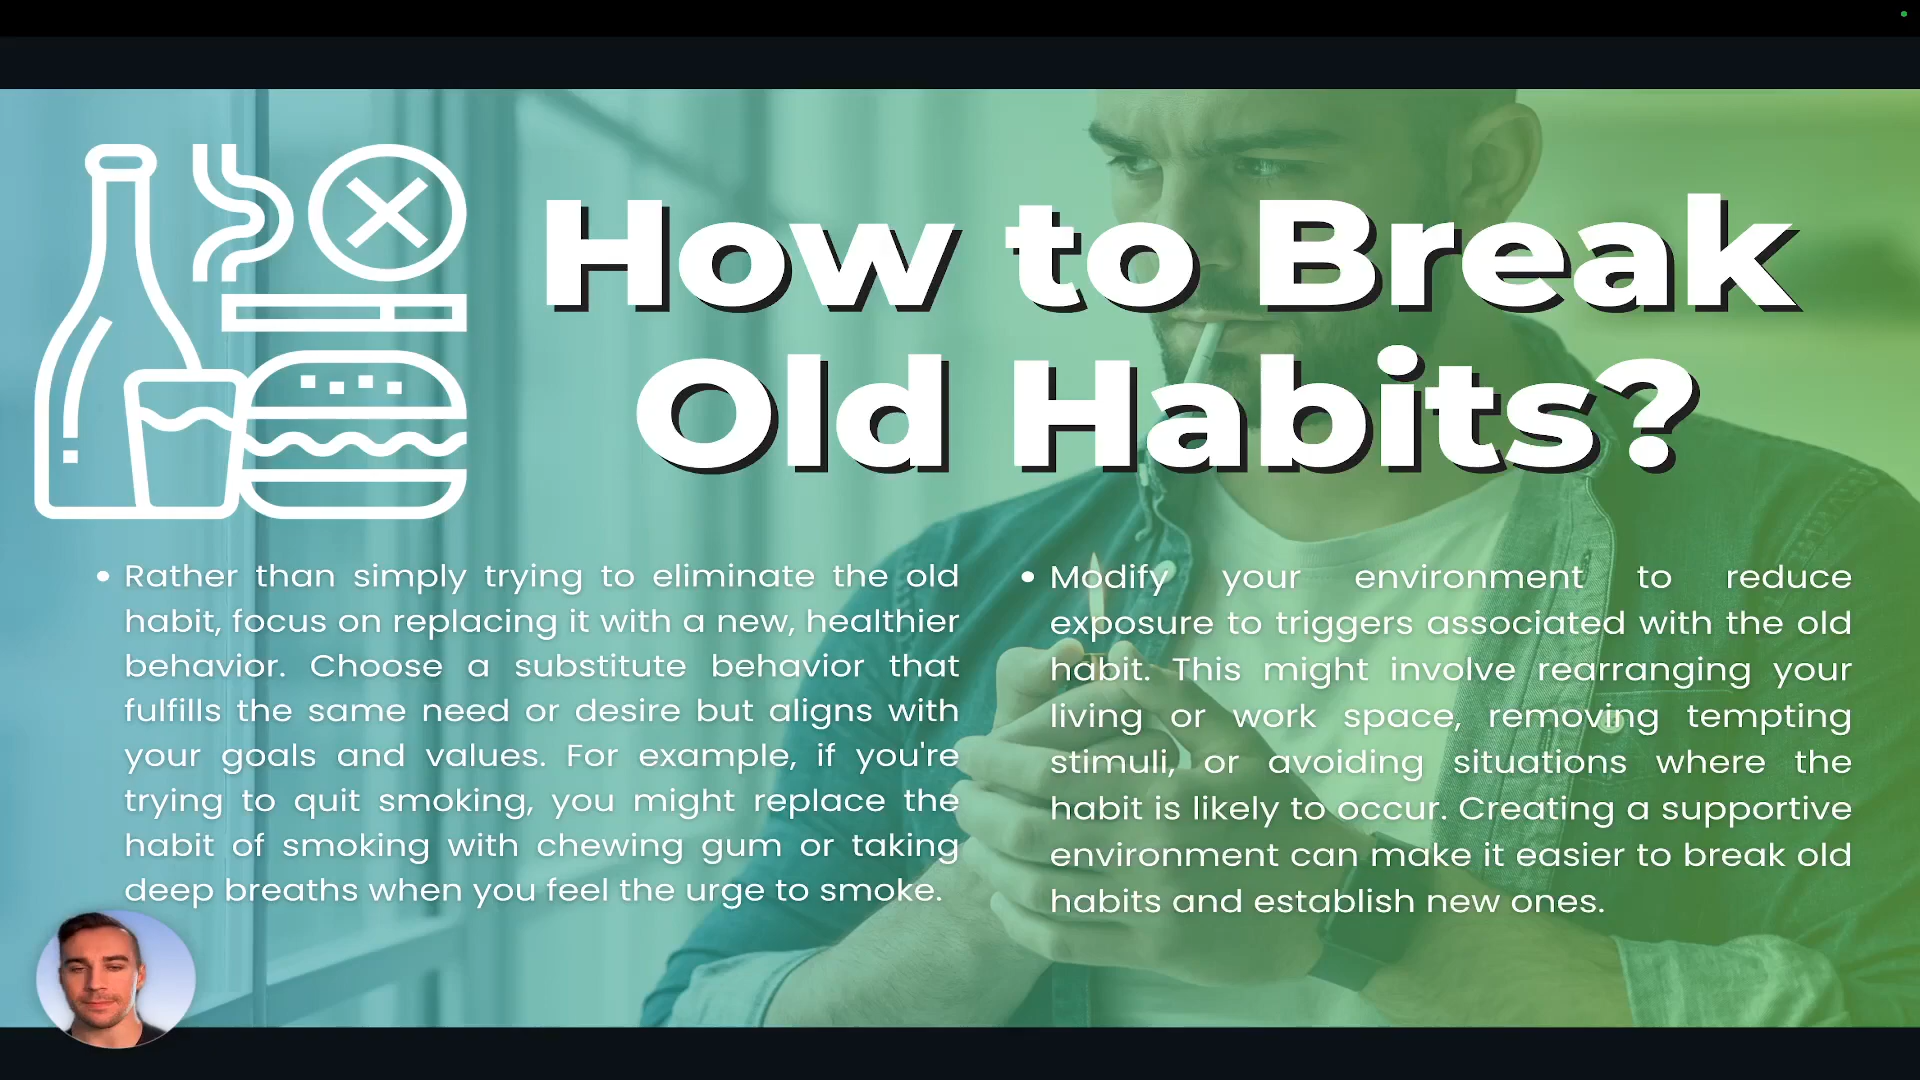 How to Break
Old Habits?
Rather than simply trying to eliminate the old
habit, focus on replacing it with a new, healthier
behavior. Choose a substitute behavior that
fulfills the same need or desire but aligns with
your goals and values. For example, if you're
trying to quit smoking, you might replace the
habit of smoking with chewing gum or taking
deep breaths when you feel the urge to smoke.
Modify your environment to reduce
exposure to triggers associated with the old
habit. This might involve rearranging your
living or work space, removing tempting
stimuli, or avoiding situations where the
habit is likely to occur. Creating a supportive
environment can make it easier to break old
habits and establish new ones.